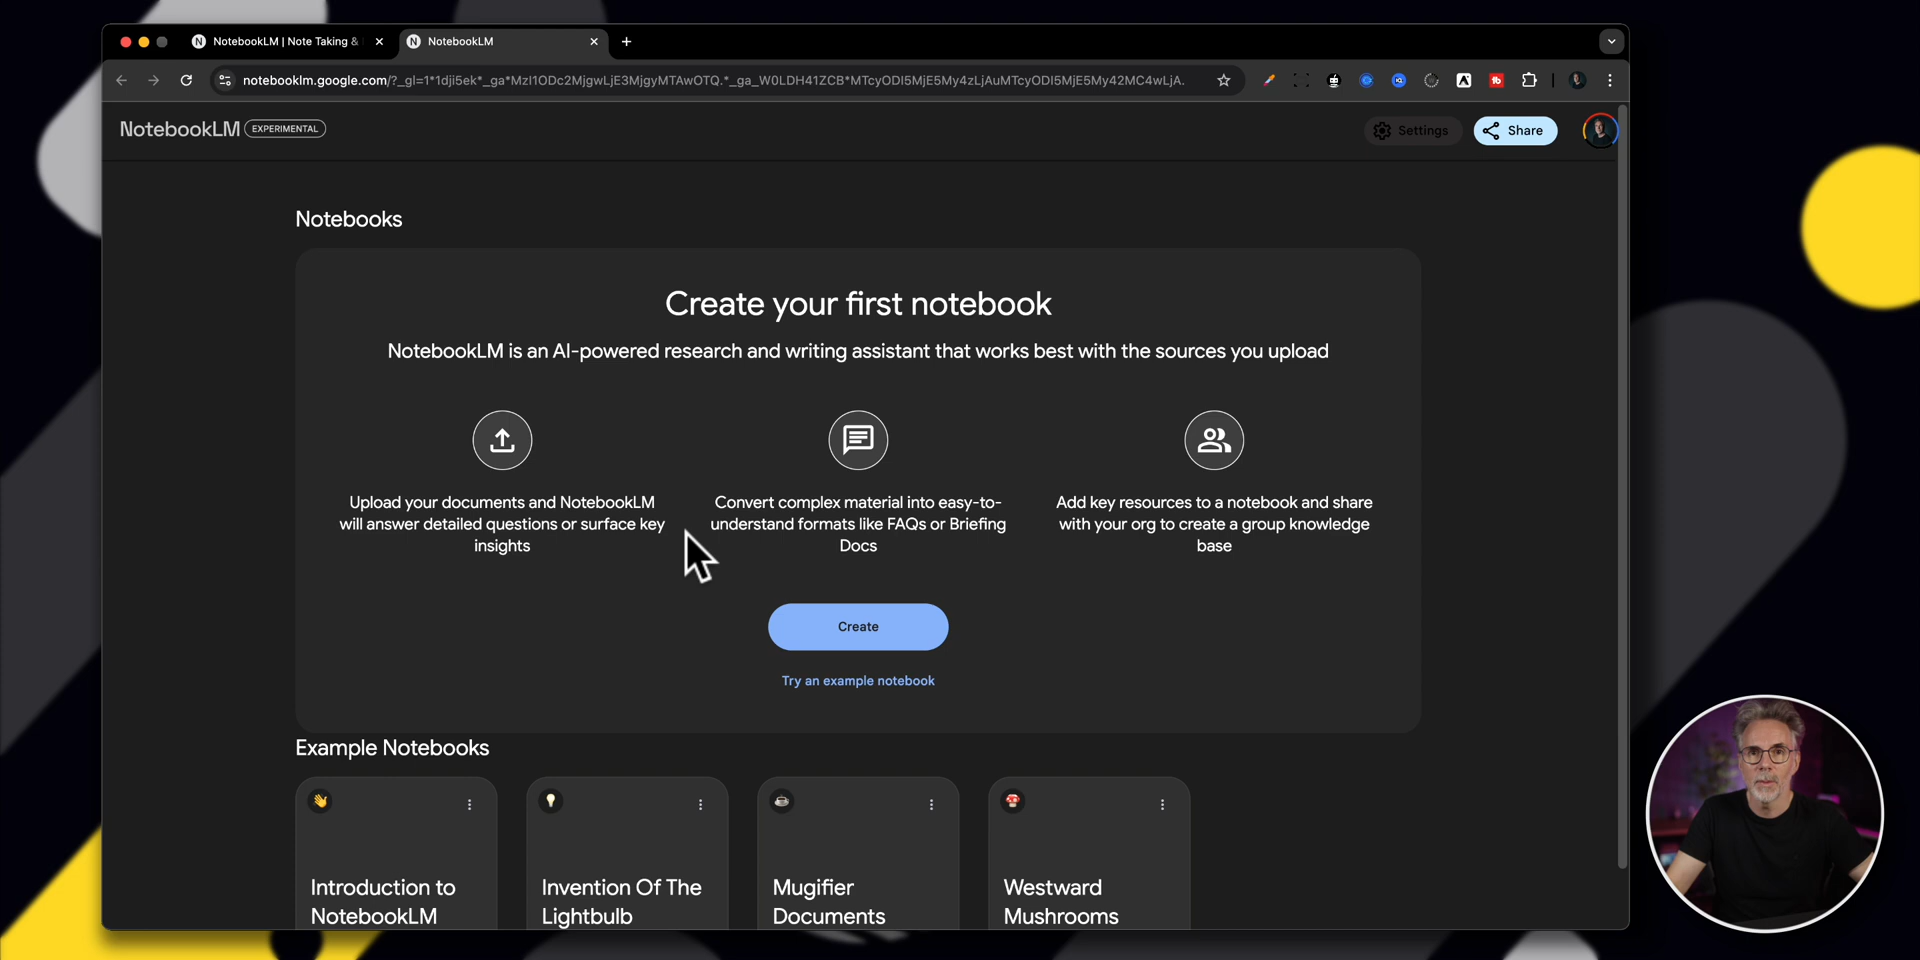 NotebookLM | Note Taking &
NotebookLM
notebooklm.google.com/?_gl=1*1dji5ek*_ga*MzI1ODc2MjgwLjE3MjgyMTAwOTQ.*_ga_W0LDH41ZCB*MTcyODI5MjE5My4zLjAuMTcyODI5MjE5My42MC4wLjA.
NotebookLM EXPERIMENTAL
Settings
Share
Notebooks
Create your first notebook
NotebookLM is an AI-powered research and writing assistant that works best with the sources you upload
Upload your documents and NotebookLM
will answer detailed questions or surface key
insights
Convert complex material into easy-to-
understand formats like FAQs or Briefing
Docs
Add key resources to a notebook and share
with your org to create a group knowledge
base
Create
Try an example notebook
Example Notebooks
Introduction to
NotebookLM
Invention Of The
Lightbulb
Mugifier
Documents
Westward
Mushrooms